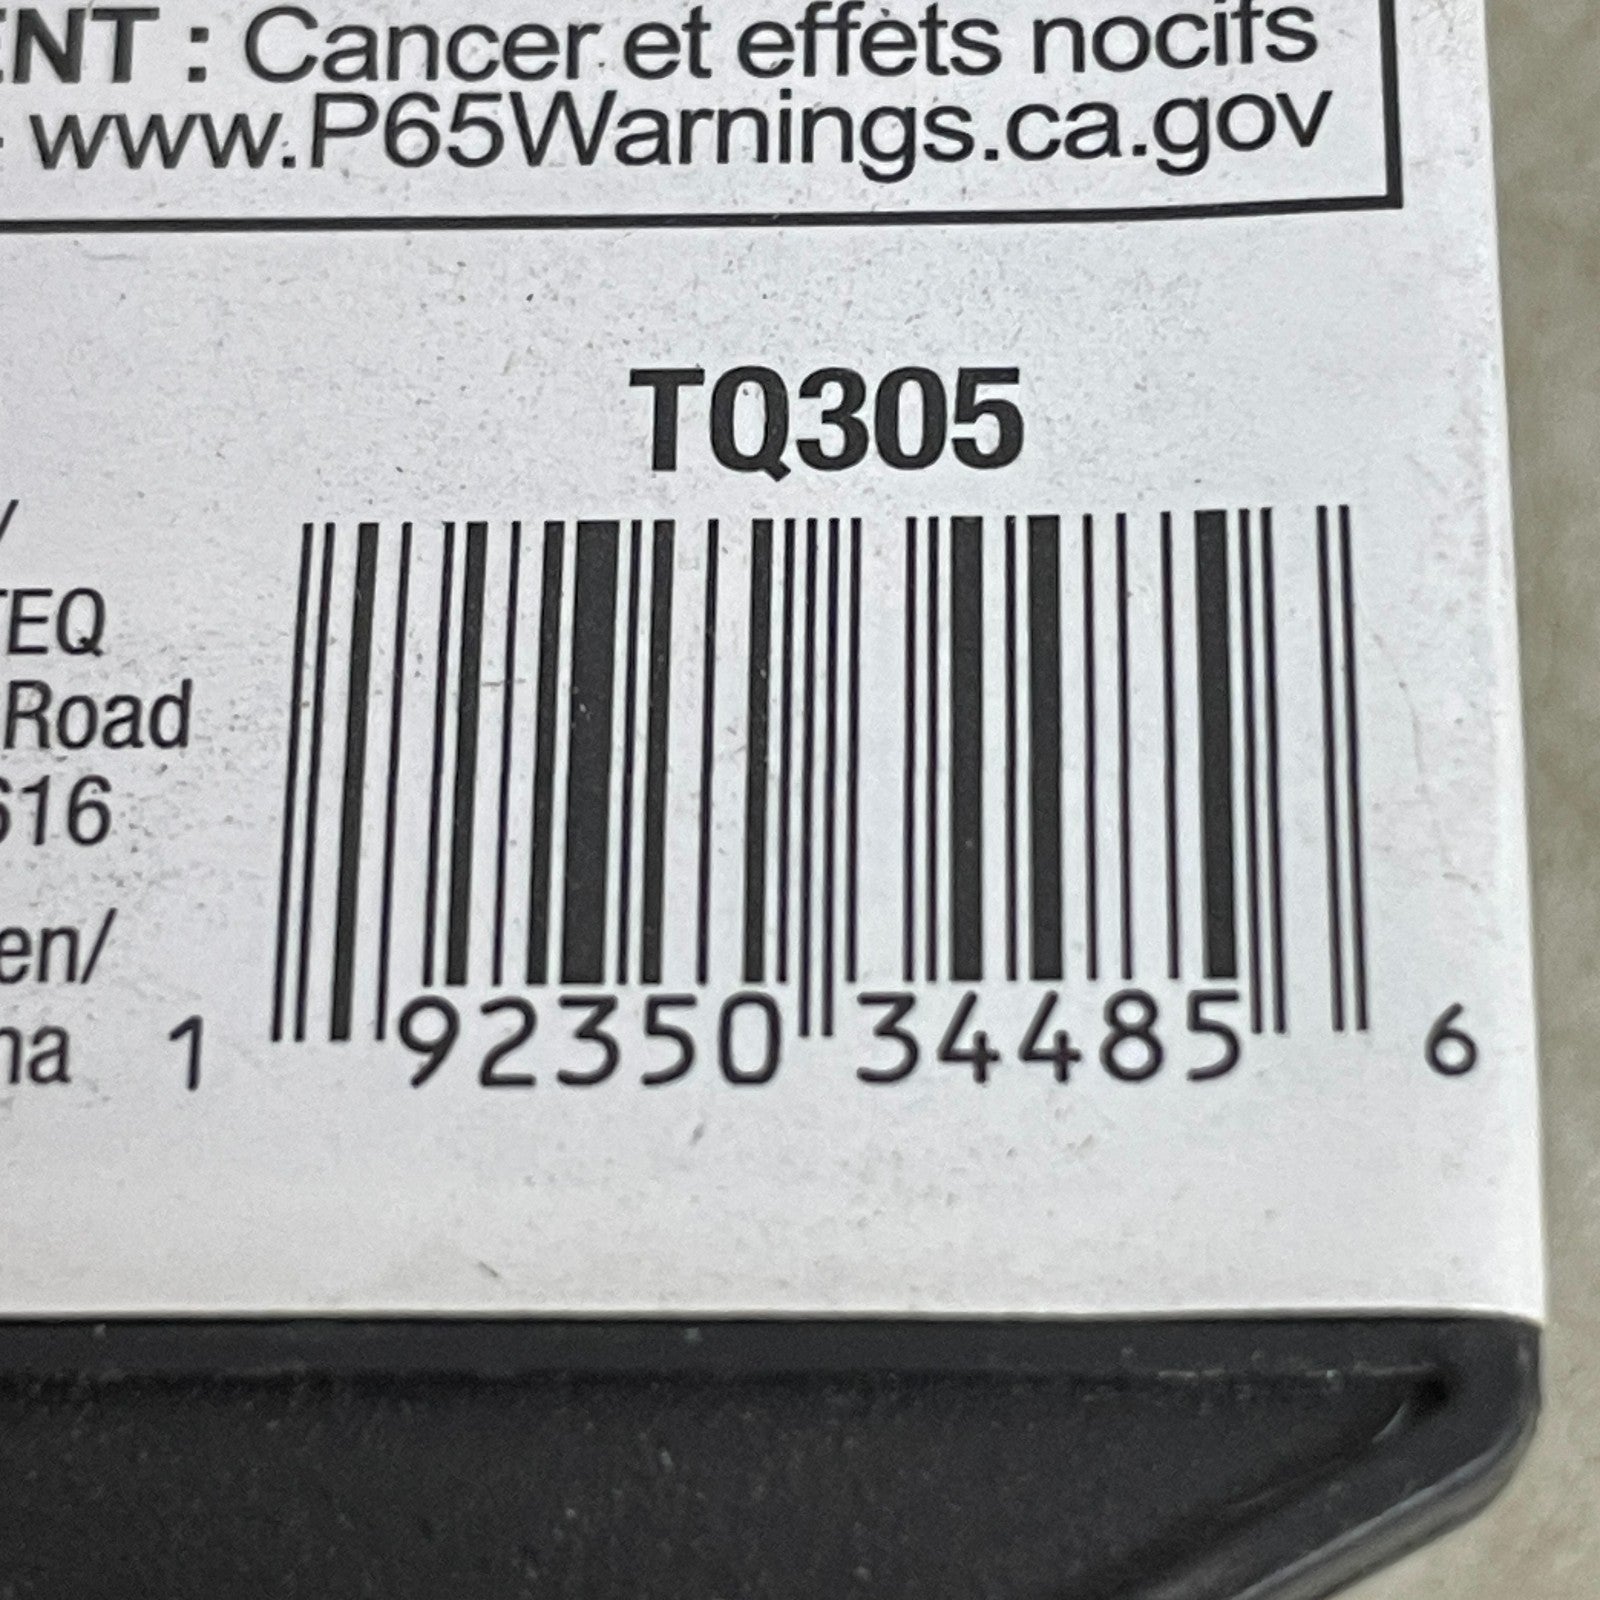 ENT : Cancer et effets nocifs
- www.P65Warnings.ca.gov
TQ305
/
TEQ
Road
616
en/
na
1 92350 34485 6